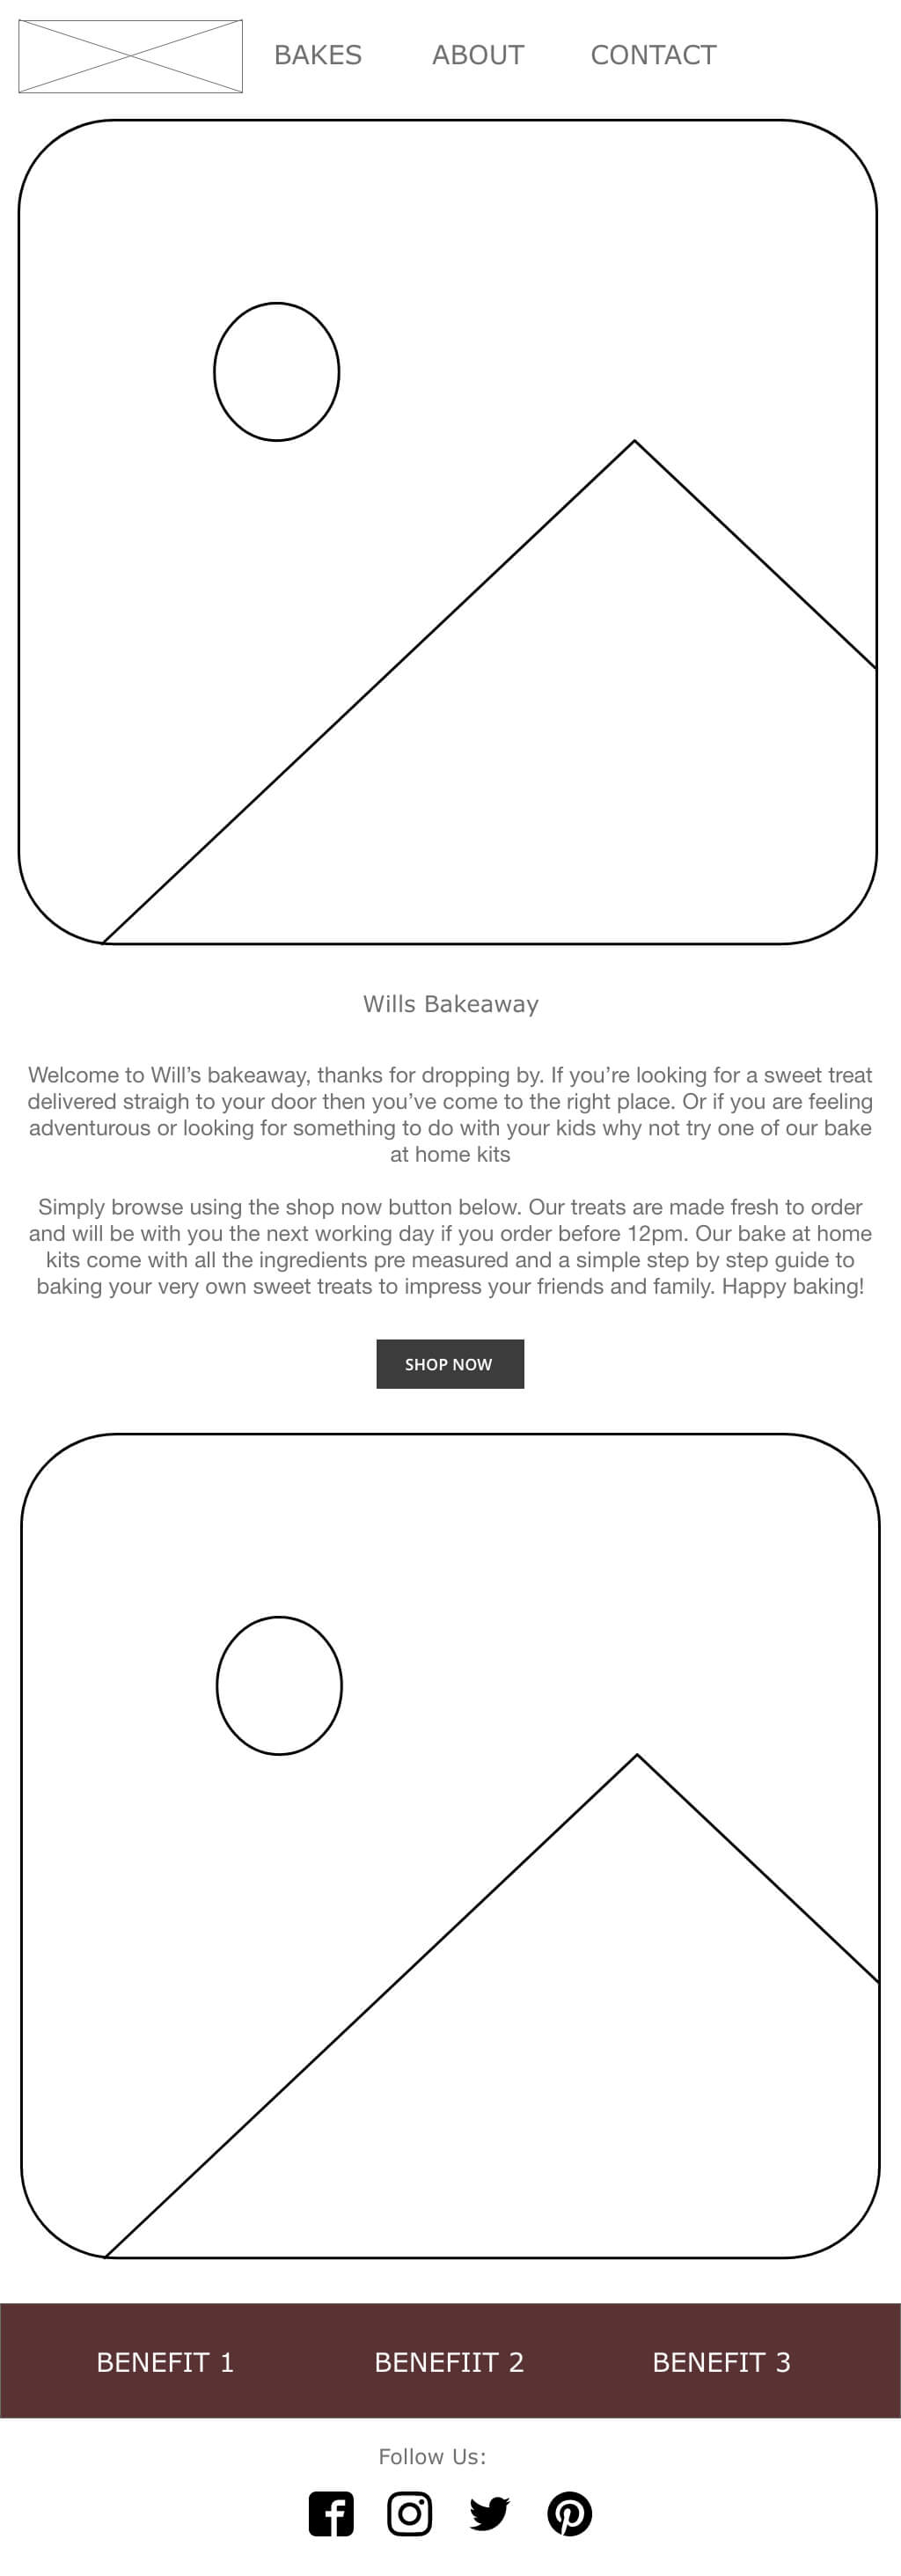 BAKES ABOUT CONTACT
Wills Bakeaway
Welcome to Will’s bakeaway, thanks for dropping by. If you’re looking for a sweet treat
delivered straigh to your door then you’ve come to the right place. Or if you are feeling
adventurous or looking for something to do with your kids why not try one of our bake
at home kits
Simply browse using the shop now button below. Our treats are made fresh to order
and will be with you the next working day if you order before 12pm. Our bake at home
kits come with all the ingredients pre measured and a simple step by step guide to
baking your very own sweet treats to impress your friends and family. Happy baking!
SHOP NOW
BENEFIT 1 BENEFIIT 2 BENEFIT 3
Follow Us: